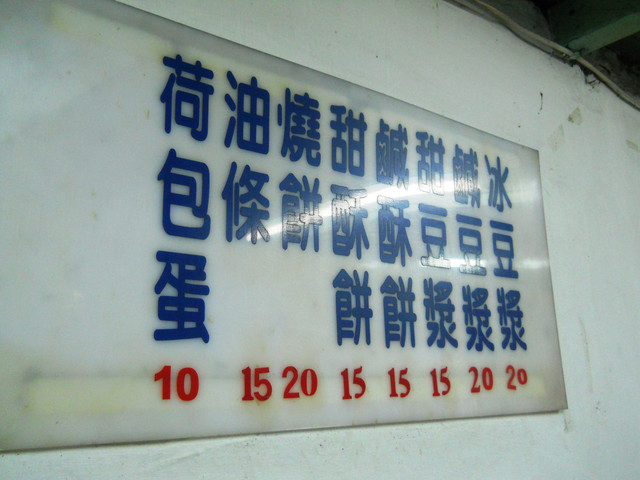 冰豆漿 20
鹹豆漿 20
甜豆漿 15
鹹酥餅 15
甜酥餅 15
燒餅 20
油條 15
荷包蛋 10